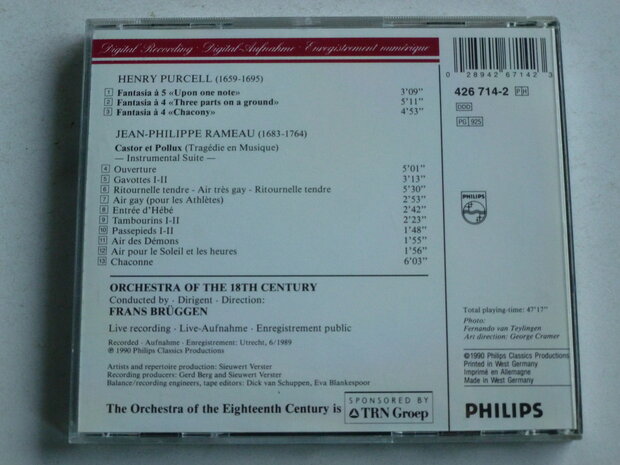 Digital Recording · Digital-Aufnahme · Enregistrement numérique
HENRY PURCELL (1659-1695)
1 Fantasia à 5 «Upon one note» 3'09"
2 Fantasia à 4 «Three parts on a ground» 5'11"
3 Fantasia à 4 «Chacony» 4'53"
JEAN-PHILIPPE RAMEAU (1683-1764)
Castor et Pollux (Tragédie en Musique)
— Instrumental Suite —
4 Ouverture 5'01"
5 Gavottes I-II 3'13"
6 Ritournelle tendre - Air très gay - Ritournelle tendre 5'30"
7 Air gay (pour les Athlètes) 2'53"
8 Entrée d'Hébé 2'42"
9 Tambourins I-II 2'23"
10 Passepieds I-II 1'48"
11 Air des Démons 1'55"
12 Air pour le Soleil et les heures 1'56"
13 Chaconne 6'03"
ORCHESTRA OF THE 18TH CENTURY
Conducted by · Dirigent · Direction:
FRANS BRÜGGEN
Live recording · Live-Aufnahme · Enregistrement public
Recorded · Aufnahme · Enregistrement: Utrecht, 6/1989
℗ 1990 Philips Classics Productions
Artists and repertoire production: Sieuwert Verster
Recording producers: Gerd Berg and Sieuwert Verster
Balance/recording engineers, tape editors: Dick van Schuppen, Eva Blankespoor
The Orchestra of the Eighteenth Century is
SPONSORED BY
TRN Groep
0 28942 67142 3
426 714-2 PH
DDD
PG 925
PHILIPS
Total playing-time: 47'17"
Photo:
Fernando van Teylingen
Art direction: George Cramer
©1990 Philips Classics Productions
Printed in West Germany
Imprimé en Allemagne
Made in West Germany
PHILIPS